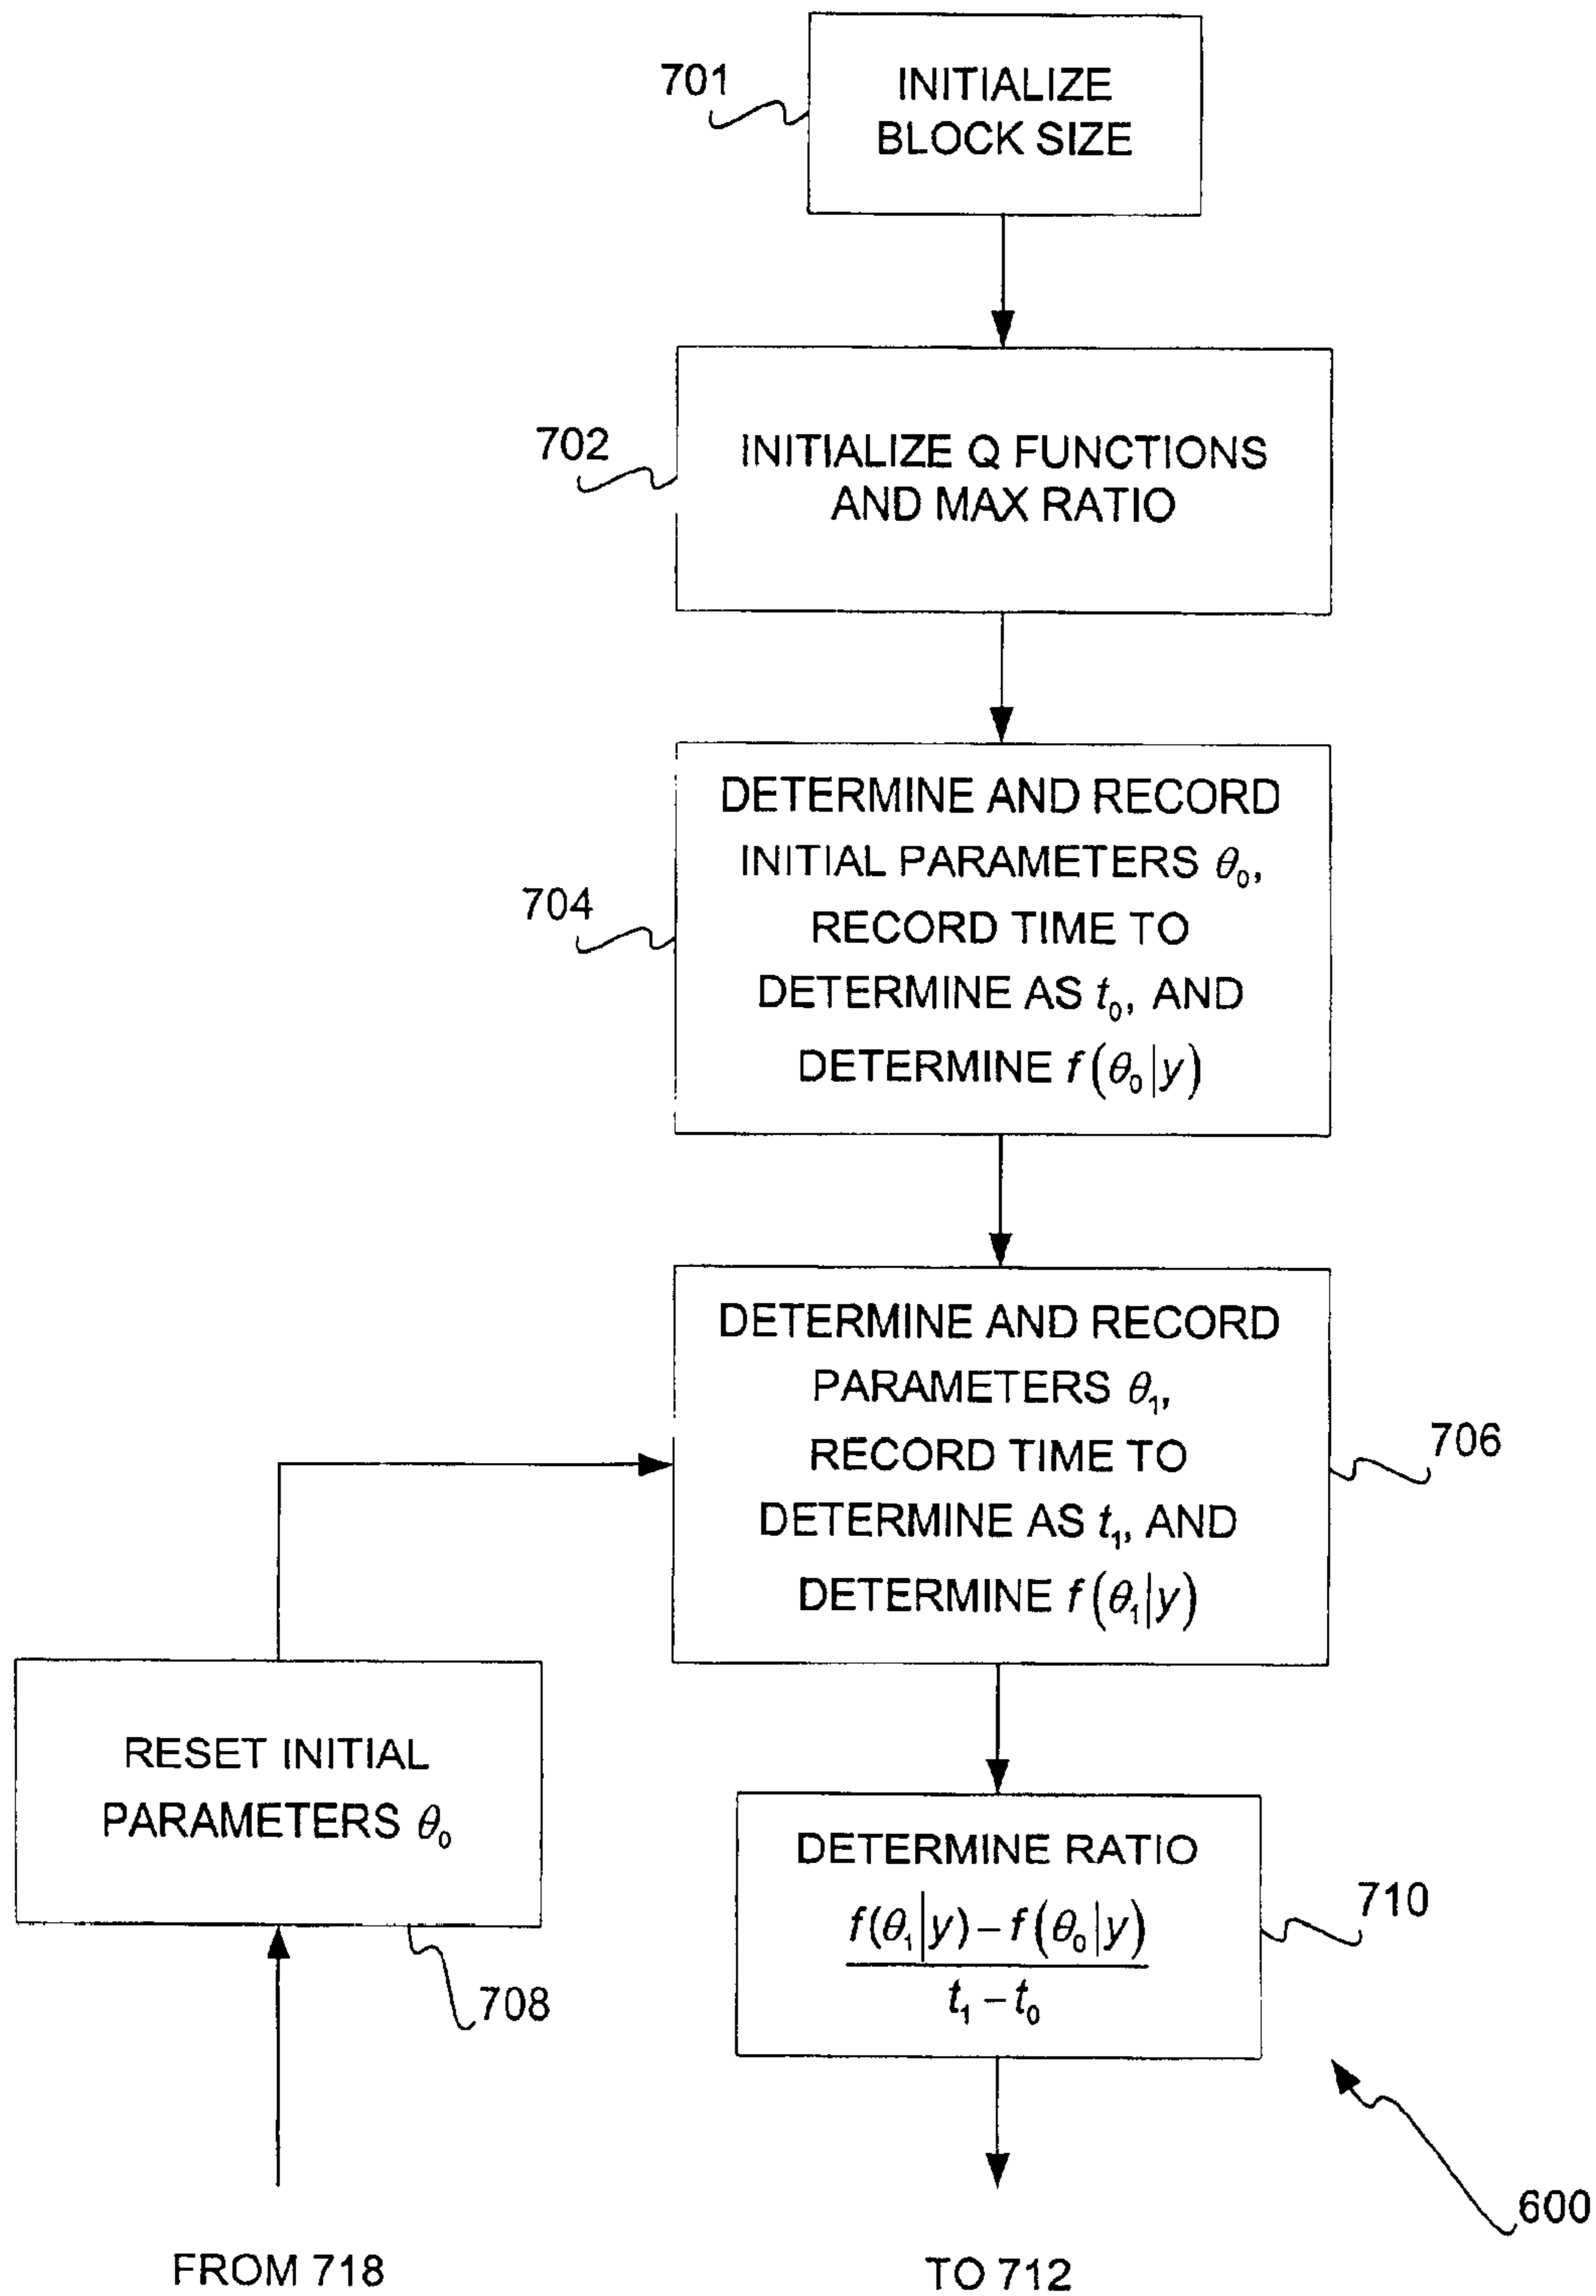 701
INITIALIZE
BLOCK SIZE
702
INITIALIZE Q FUNCTIONS
AND MAX RATIO
704
DETERMINE AND RECORD
INITIAL PARAMETERS θ₀,
RECORD TIME TO
DETERMINE AS t₀, AND
DETERMINE f(θ₀|y)
706
DETERMINE AND RECORD
PARAMETERS θ₁,
RECORD TIME TO
DETERMINE AS t₁, AND
DETERMINE f(θ₁|y)
RESET INITIAL
PARAMETERS θ₀
708
DETERMINE RATIO
f(θ₁|y) – f(θ₀|y)
t₁ – t₀
710
600
FROM 718
TO 712